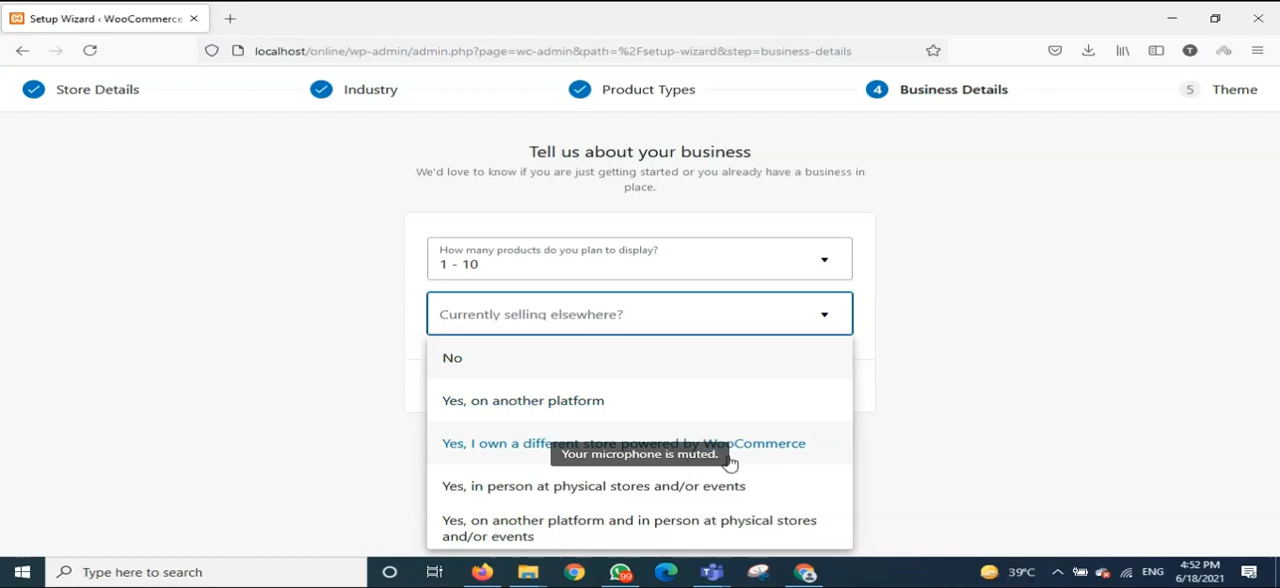 Setup Wizard ‹ WooCommerce
localhost/online/wp-admin/admin.php?page=wc-admin&path=%2Fsetup-wizard&step=business-details
Store Details
Industry
Product Types
4 Business Details
5 Theme
Tell us about your business
We'd love to know if you are just getting started or you already have a business in
place.
How many products do you plan to display?
1 - 10
Currently selling elsewhere?
No
Yes, on another platform
Yes, I own a different store powered by WooCommerce
Your microphone is muted.
Yes, in person at physical stores and/or events
Yes, on another platform and in person at physical stores
and/or events
Type here to search
99
39°C
ENG
4:52 PM
6/18/2021